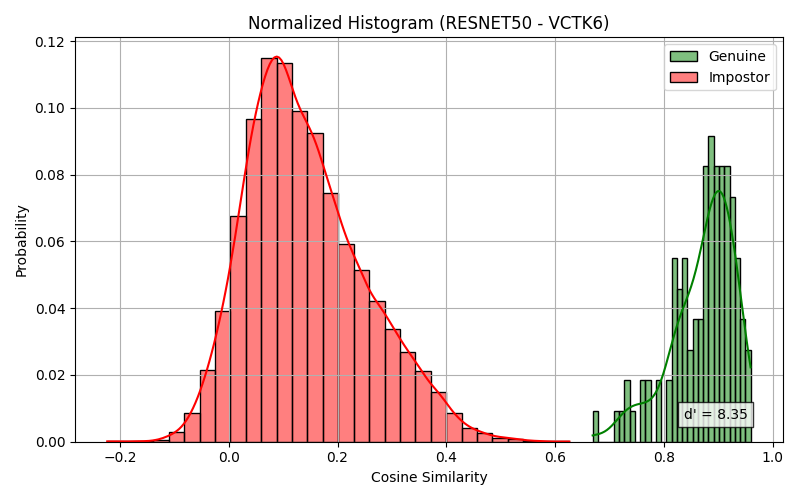 Normalized Histogram (RESNET50 - VCTK6)
Probability
0.12
0.10
0.08
0.06
0.04
0.02
0.00
Genuine
Impostor
d' = 8.35
−0.2
0.0
0.2
0.4
0.6
0.8
1.0
Cosine Similarity